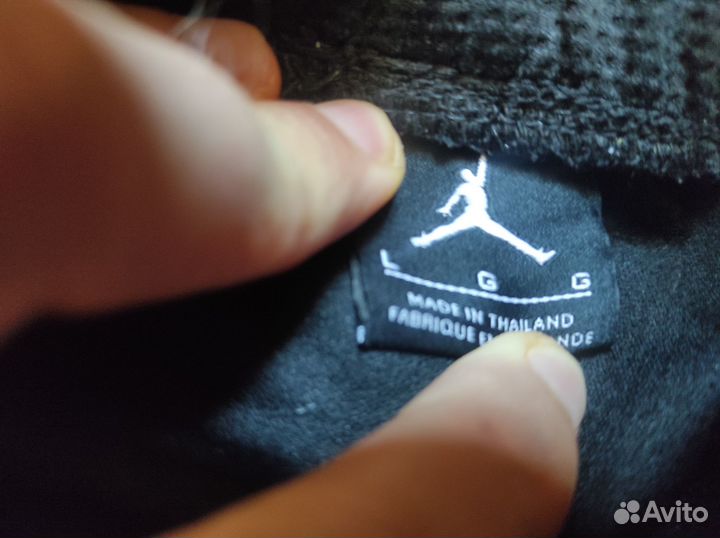 L G G
MADE IN THAILAND
FABRIQUE
Avito